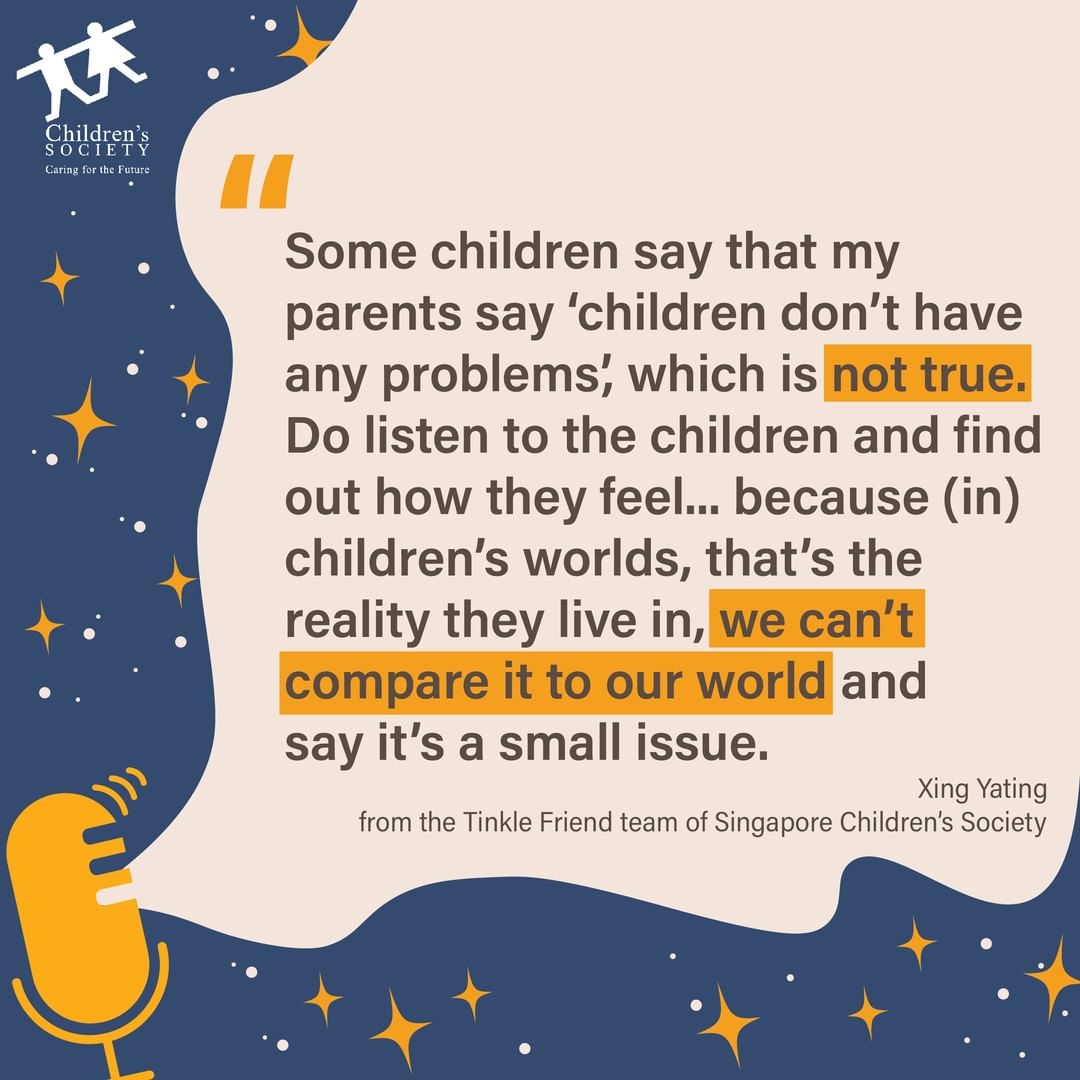 Children's
SOCIETY
Caring for the Future
“
Some children say that my
parents say ‘children don’t have
any problems’, which is not true.
Do listen to the children and find
out how they feel... because (in)
children’s worlds, that’s the
reality they live in, we can’t
compare it to our world and
say it’s a small issue.
Xing Yating
from the Tinkle Friend team of Singapore Children’s Society